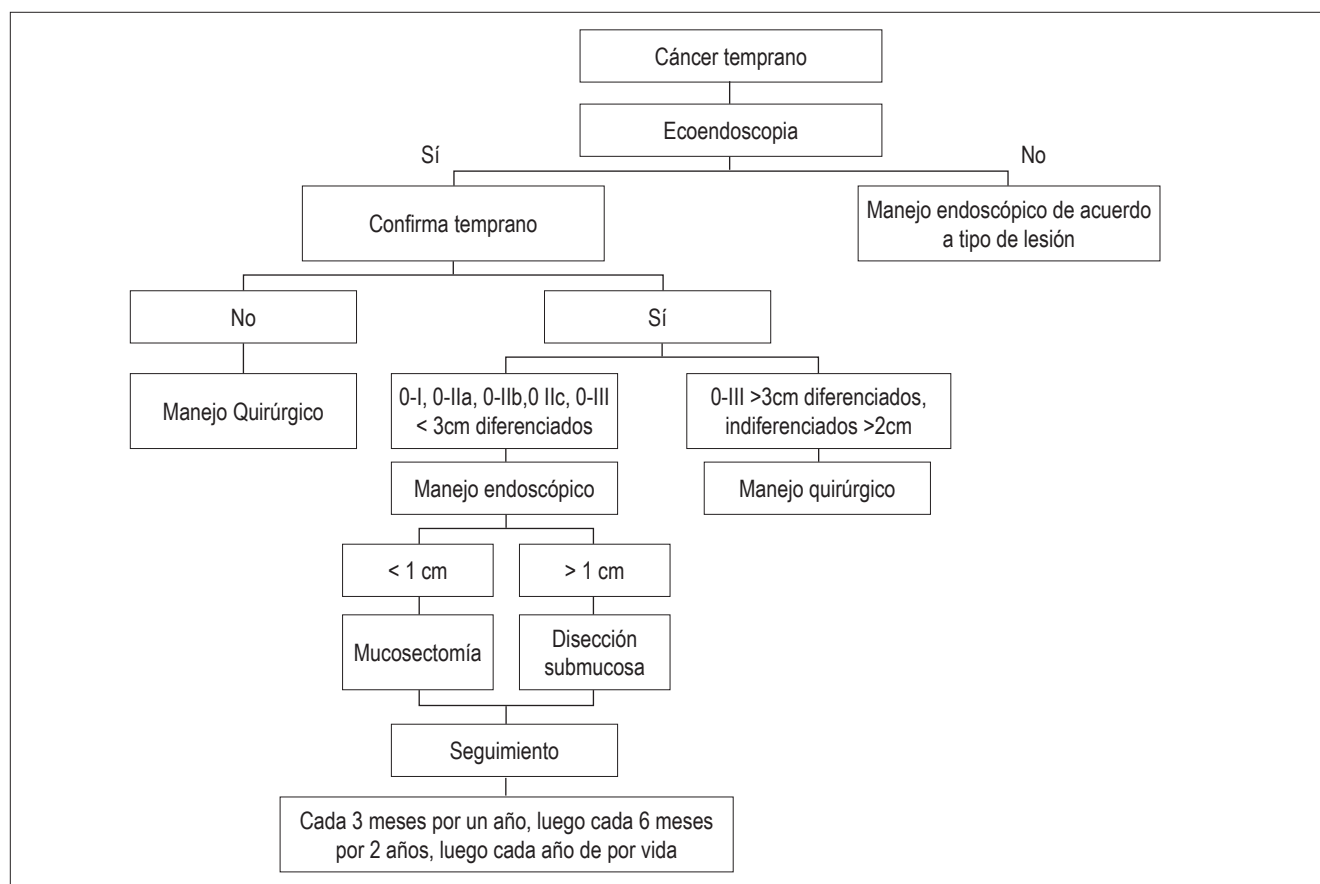 Cáncer temprano
Ecoendoscopia
Sí
No
Confirma temprano
Manejo endoscópico de acuerdo
a tipo de lesión
No
Sí
Manejo Quirúrgico
0-I, 0-IIa, 0-IIb,0 IIc, 0-III
< 3cm diferenciados
0-III >3cm diferenciados,
indiferenciados >2cm
Manejo endoscópico
Manejo quirúrgico
< 1 cm
> 1 cm
Mucosectomía
Disección
submucosa
Seguimiento
Cada 3 meses por un año, luego cada 6 meses
por 2 años, luego cada año de por vida